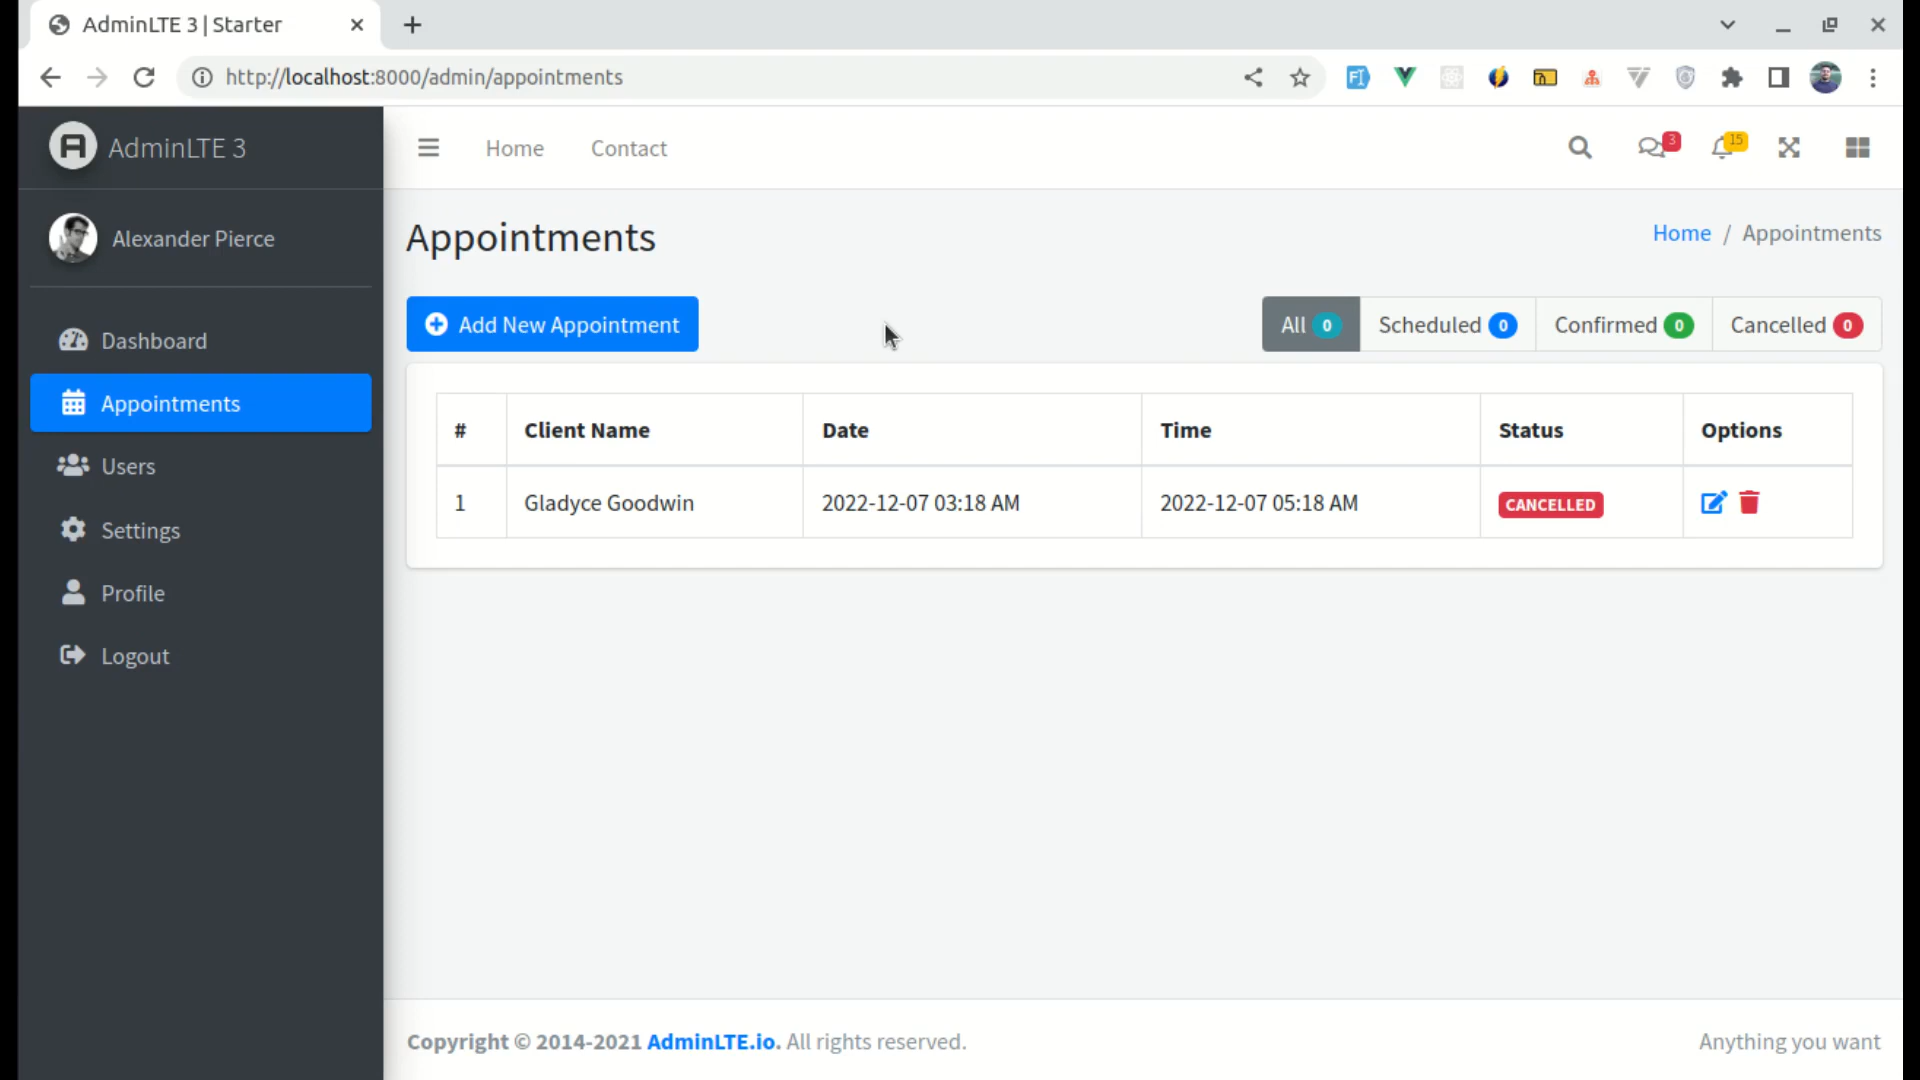 AdminLTE 3 | Starter
http://localhost:8000/admin/appointments
AdminLTE 3
Home
Contact
3
15
Alexander Pierce
Dashboard
Appointments
Users
Settings
Profile
Logout
Appointments
Home / Appointments
Add New Appointment
All 0
Scheduled 0
Confirmed 0
Cancelled 0
# Client Name Date Time Status Options
1 Gladyce Goodwin 2022-12-07 03:18 AM 2022-12-07 05:18 AM CANCELLED
Copyright © 2014-2021 AdminLTE.io. All rights reserved.
Anything you want